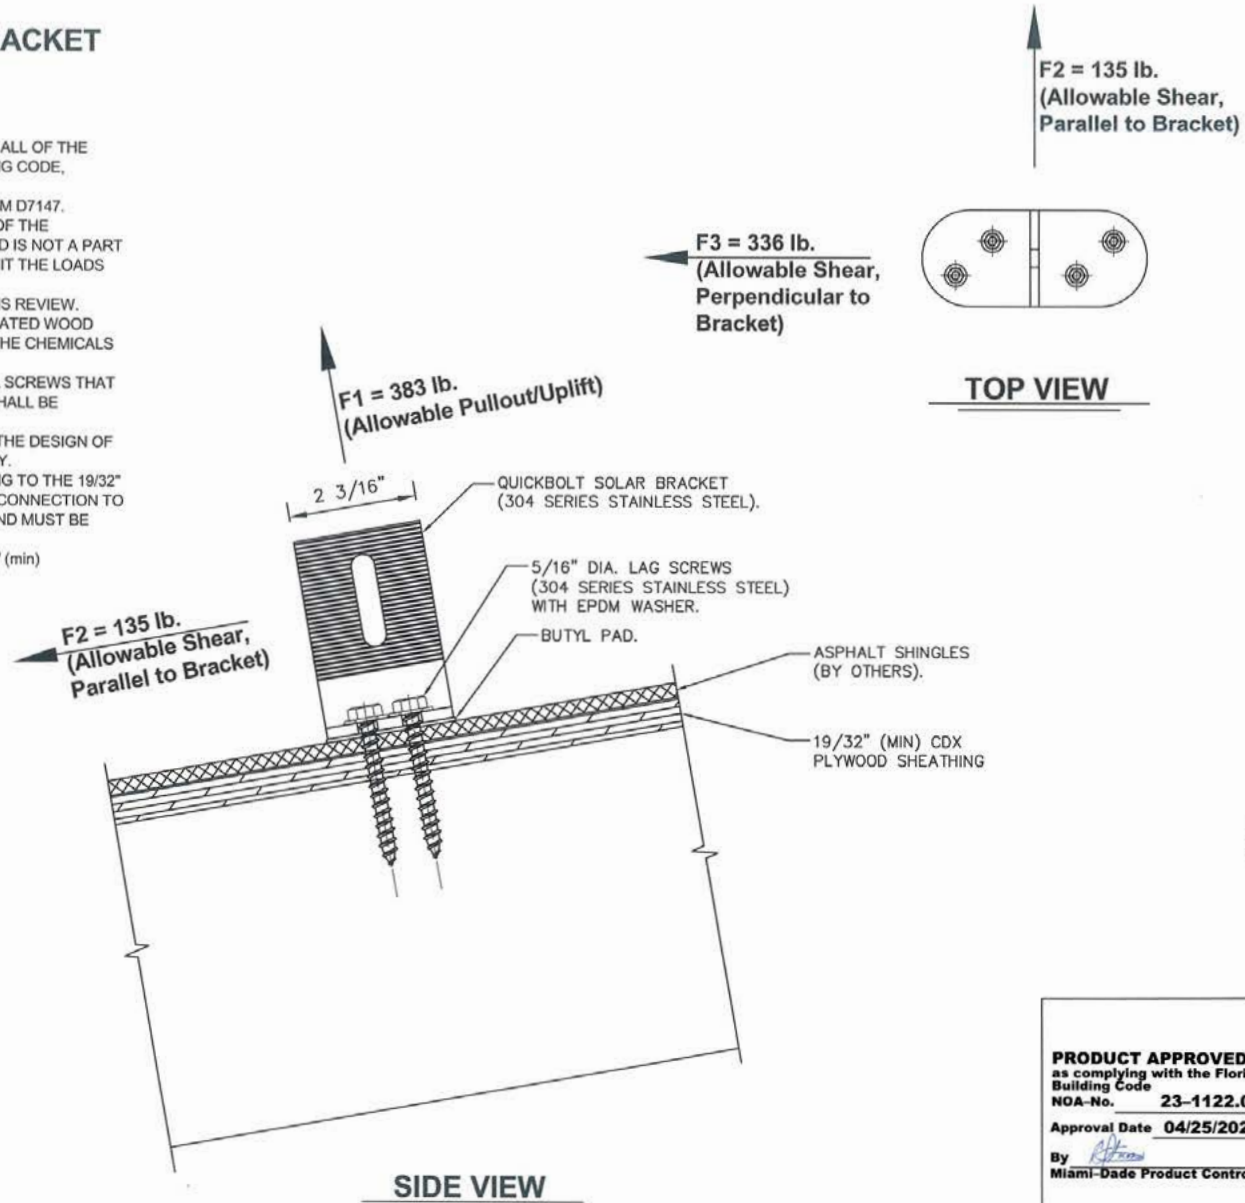 ACKET
ALL OF THE
G CODE,
M D7147.
OF THE
D IS NOT A PART
IT THE LOADS
S REVIEW.
ATED WOOD
HE CHEMICALS
SCREWS THAT
HALL BE
THE DESIGN OF
Y.
G TO THE 19/32"
CONNECTION TO
ND MUST BE
(min)
F2 = 135 lb.
(Allowable Shear,
Parallel to Bracket)
F3 = 336 lb.
(Allowable Shear,
Perpendicular to
Bracket)
TOP VIEW
F1 = 383 lb.
(Allowable Pullout/Uplift)
2 3/16"
QUICKBOLT SOLAR BRACKET
(304 SERIES STAINLESS STEEL).
5/16" DIA. LAG SCREWS
(304 SERIES STAINLESS STEEL)
WITH EPDM WASHER.
BUTYL PAD.
F2 = 135 lb.
(Allowable Shear,
Parallel to Bracket)
ASPHALT SHINGLES
(BY OTHERS).
19/32" (MIN) CDX
PLYWOOD SHEATHING
SIDE VIEW
PRODUCT APPROVED
as complying with the Flori
Building Code
NOA-No. 23-1122.0
Approval Date 04/25/202
By
Miami-Dade Product Contro